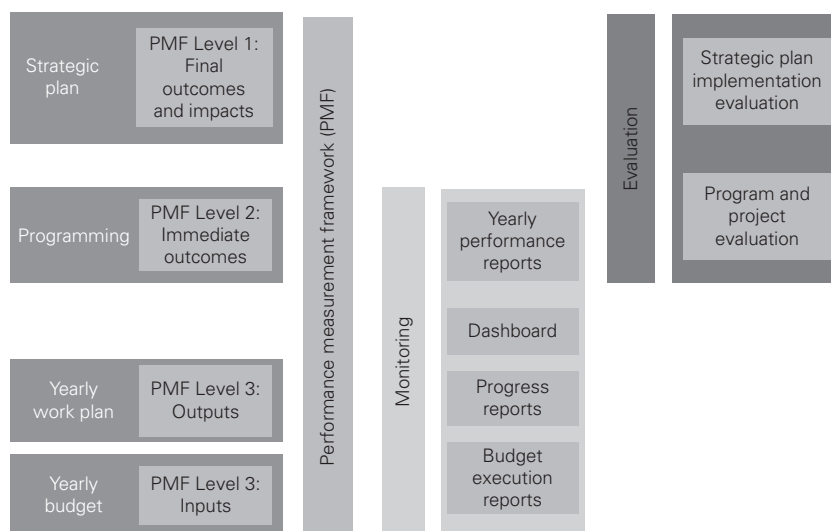 Strategic
plan
PMF Level 1:
Final
outcomes
and impacts
Programming
PMF Level 2:
Immediate
outcomes
Yearly
work plan
PMF Level 3:
Outputs
Yearly
budget
PMF Level 3:
Inputs
Performance measurement framework (PMF)
Monitoring
Yearly
performance
reports
Dashboard
Progress
reports
Budget
execution
reports
Evaluation
Strategic plan
implementation
evaluation
Program and
project
evaluation